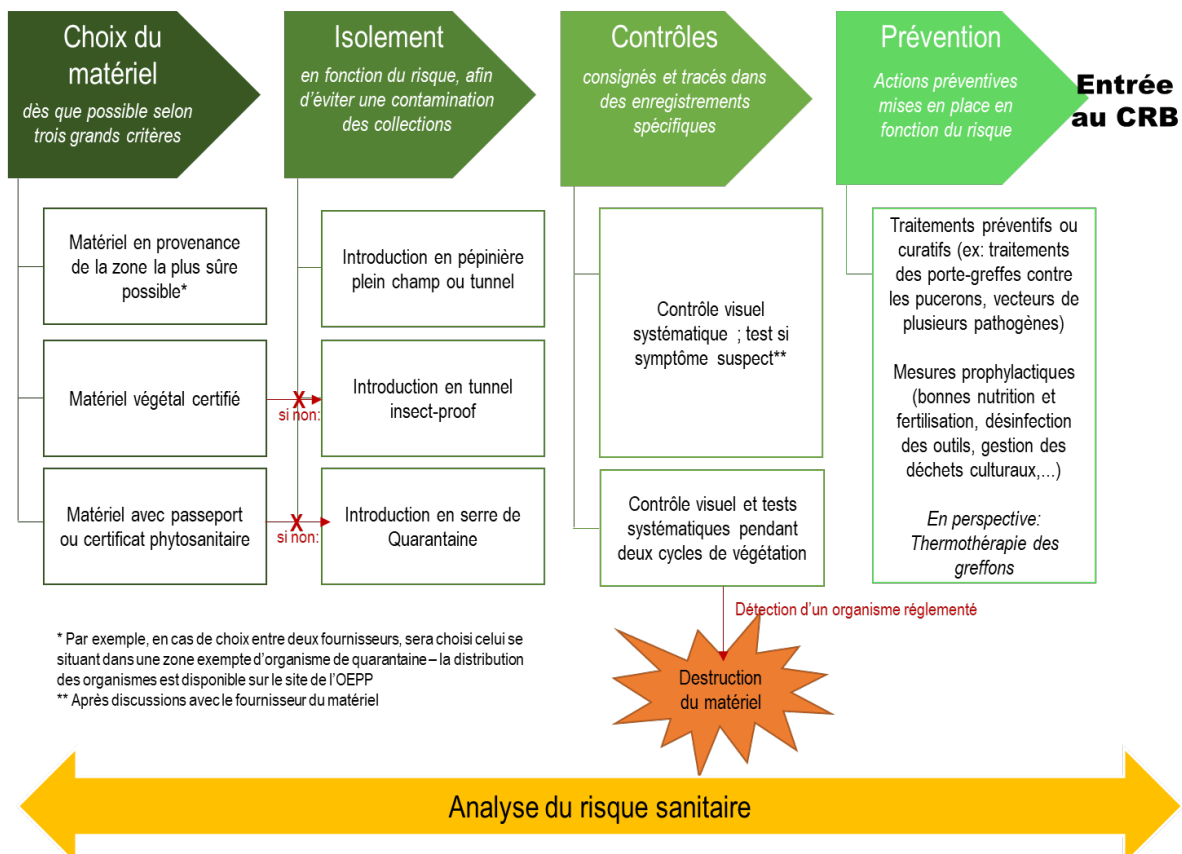 Choix du
matériel
dès que possible selon
trois grands critères
Isolement
en fonction du risque, afin
d'éviter une contamination
des collections
Contrôles
consignés et tracés dans
des enregistrements
spécifiques
Prévention
Actions préventives
mises en place en
fonction du risque
Entrée
au CRB
Matériel en provenance
de la zone la plus sûre
possible*
Matériel végétal certifié
Matériel avec passeport
ou certificat phytosanitaire
X
si non:
X
si non:
Introduction en pépinière
plein champ ou tunnel
Introduction en tunnel
insect-proof
Introduction en serre de
Quarantaine
Contrôle visuel
systématique ; test si
symptôme suspect**
Contrôle visuel et tests
systématiques pendant
deux cycles de végétation
Traitements préventifs ou
curatifs (ex: traitements
des porte-greffes contre
les pucerons, vecteurs de
plusieurs pathogènes)
Mesures prophylactiques
(bonnes nutrition et
fertilisation, désinfection
des outils, gestion des
déchets culturaux,...)
En perspective:
Thermothérapie des
greffons
Détection d'un organisme réglementé
Destruction
du matériel
* Par exemple, en cas de choix entre deux fournisseurs, sera choisi celui se
situant dans une zone exempte d'organisme de quarantaine – la distribution
des organismes est disponible sur le site de l'OEPP
** Après discussions avec le fournisseur du matériel
Analyse du risque sanitaire